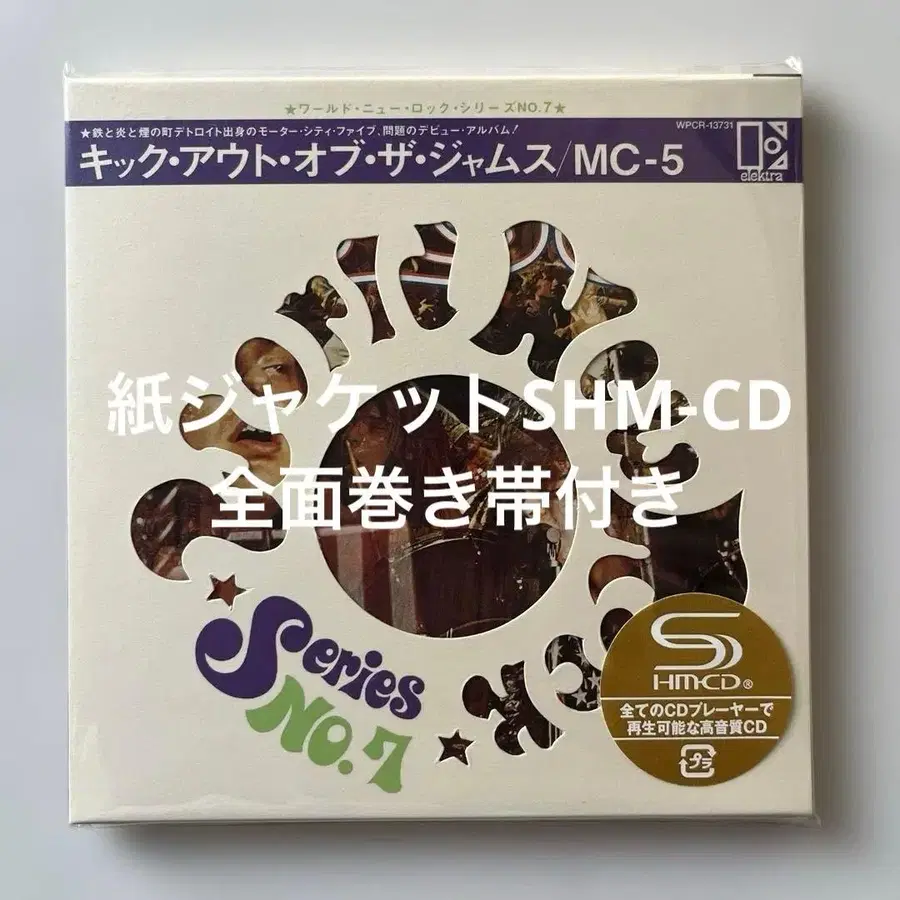 ★ワールド・ニュー・ロック・シリーズNO.7★
★鉄と炎と煙の町デトロイト出身のモーター・シティ・ファイブ、問題のデビュー・アルバム!
WPCR-13731
キック・アウト・オブ・ザ・ジャムス/MC-5
elektra
WORLD NEW ROCK
紙ジャケットSHM-CD
全面巻き帯付き
Series
NO.7
SHM-CD®
全てのCDプレーヤーで
再生可能な高音質CD
プラ